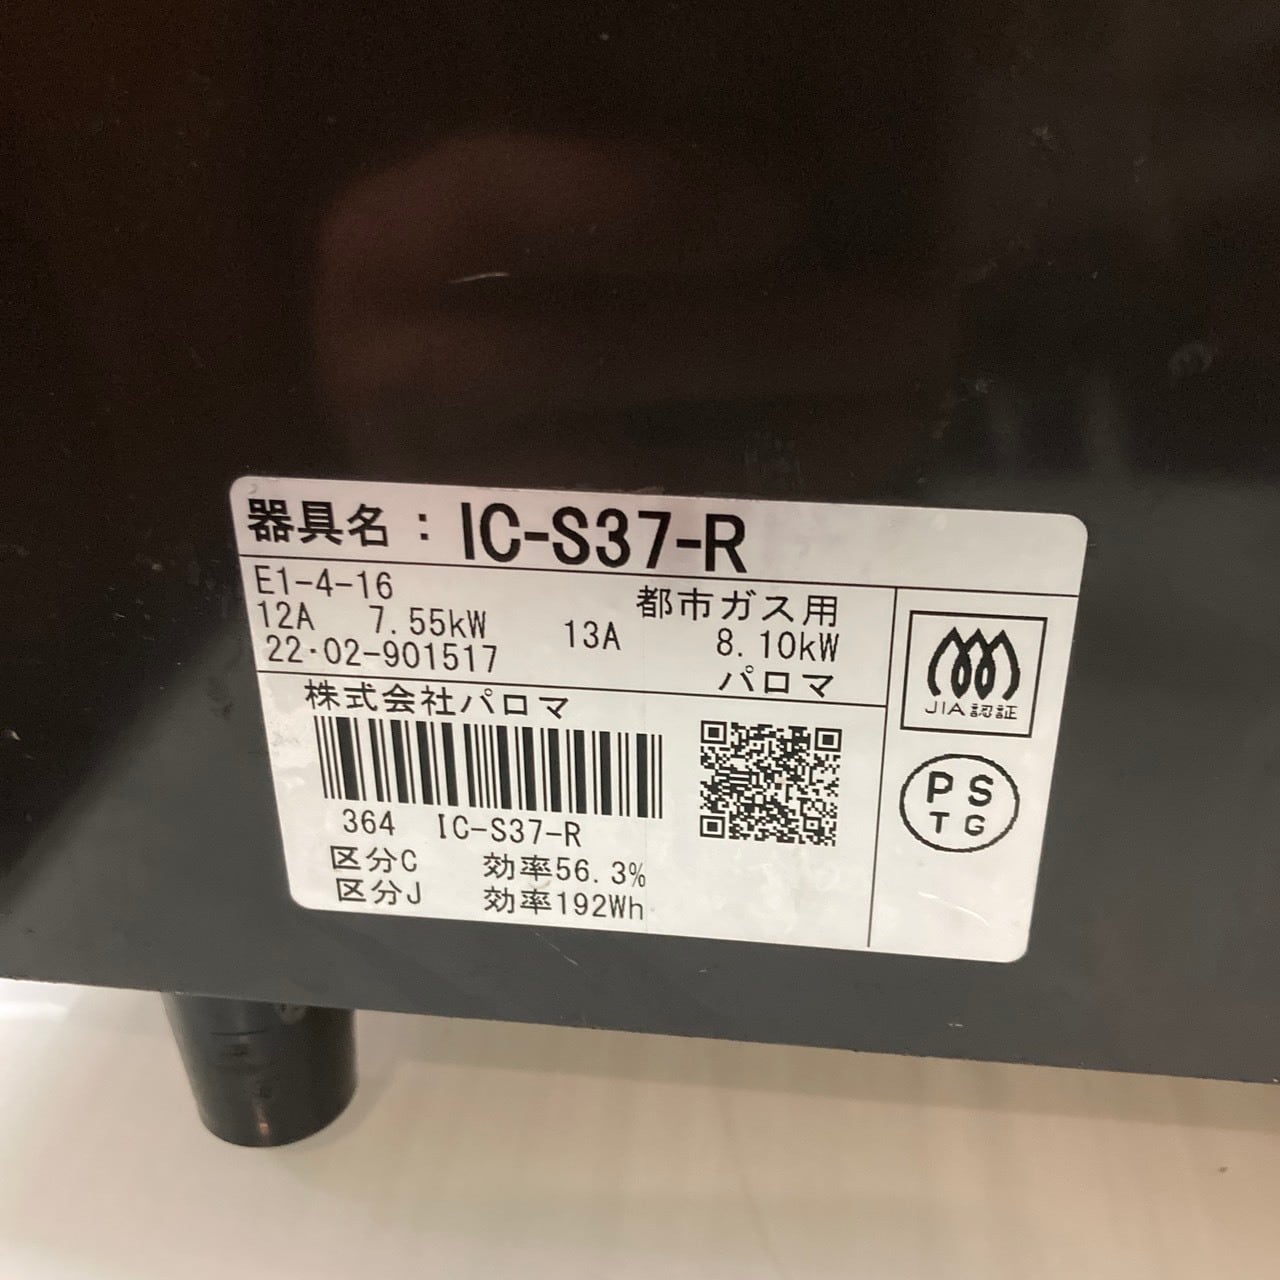 器具名：IC-S37-R
E1-4-16 都市ガス用
12A 7.55kW 13A 8.10kW
22·02-901517 パロマ
株式会社パロマ
364 IC-S37-R
区分C 効率56.3%
区分J 効率192Wh
JIA認証
PS
TG